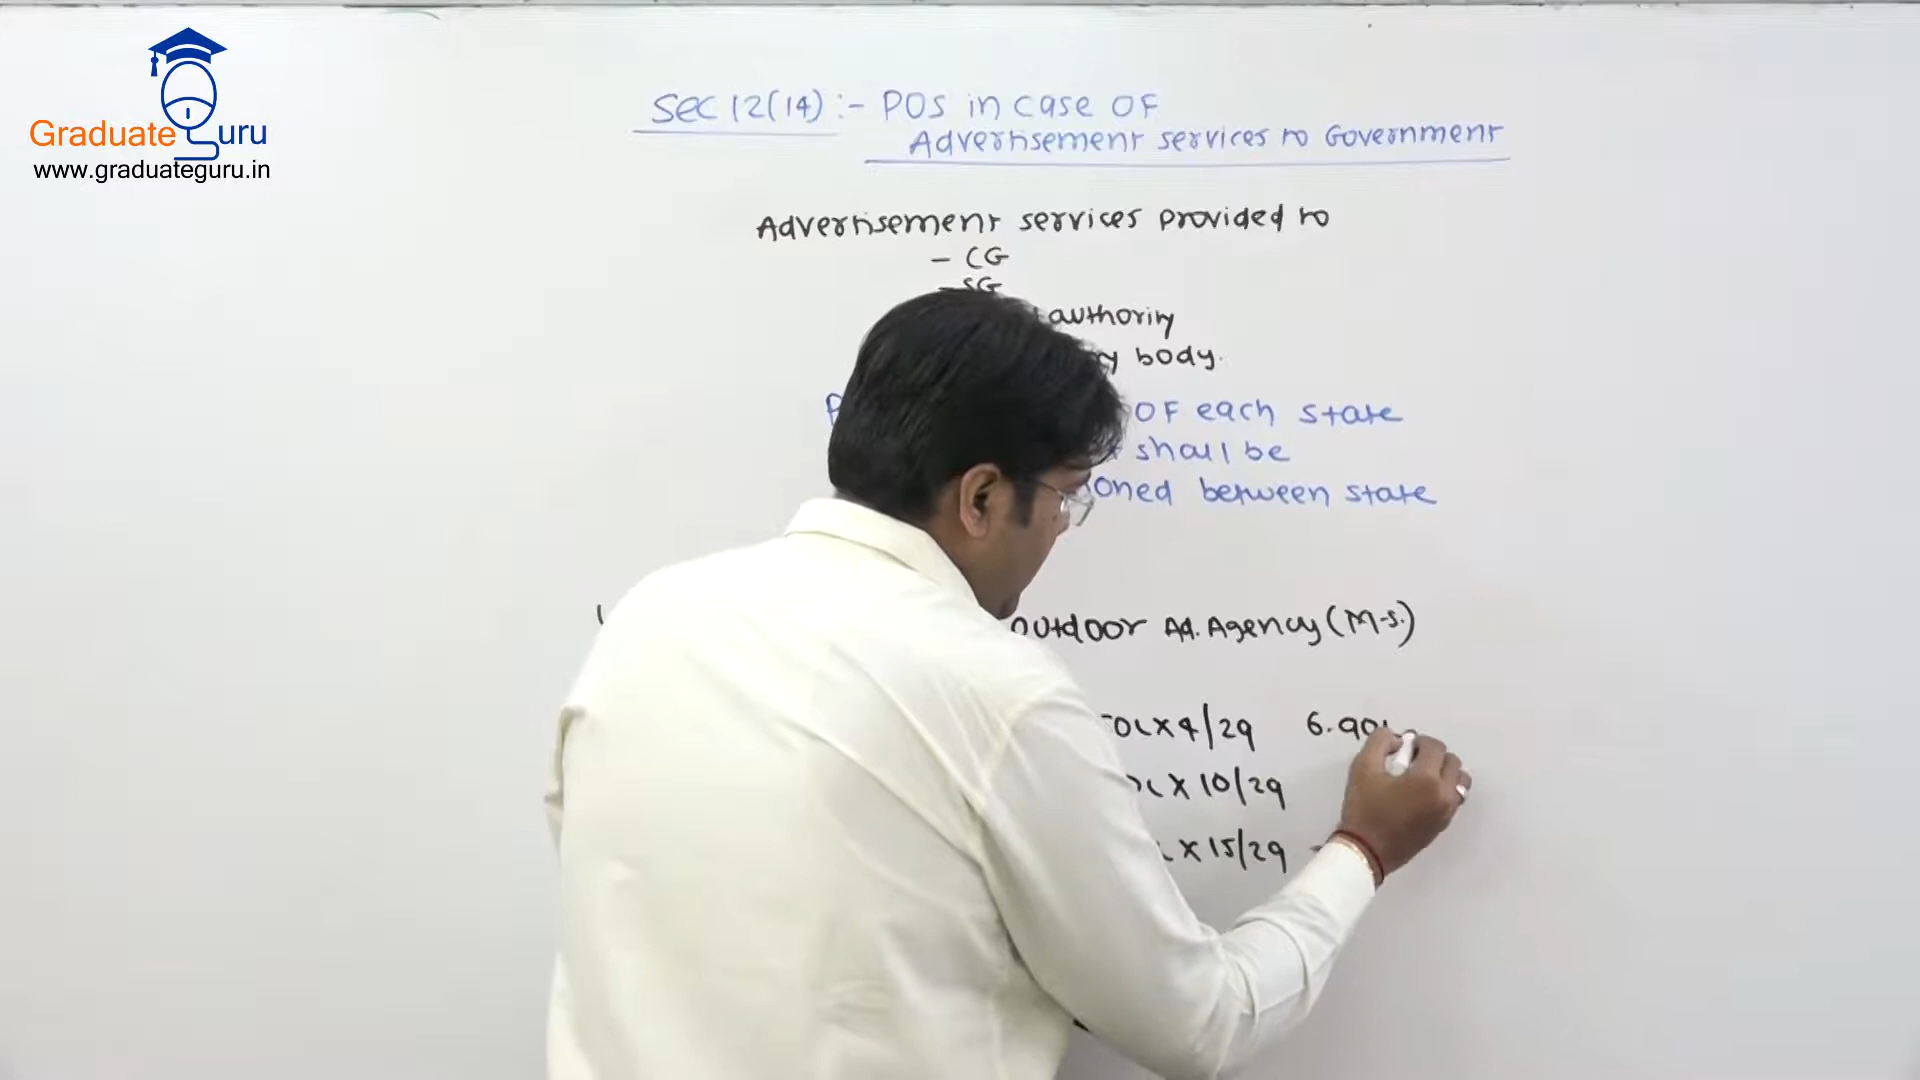 Graduate Guru
www.graduateguru.in
Sec 12(14) :- POS in case OF
Advertisement services to Government
Advertisement services provided to
- CG
- SG
authority
body.
OF each state
shall be
between state
outdoor Ad. Agency (M-S.)
x 4/29 6.90
x 10/29
x 15/29